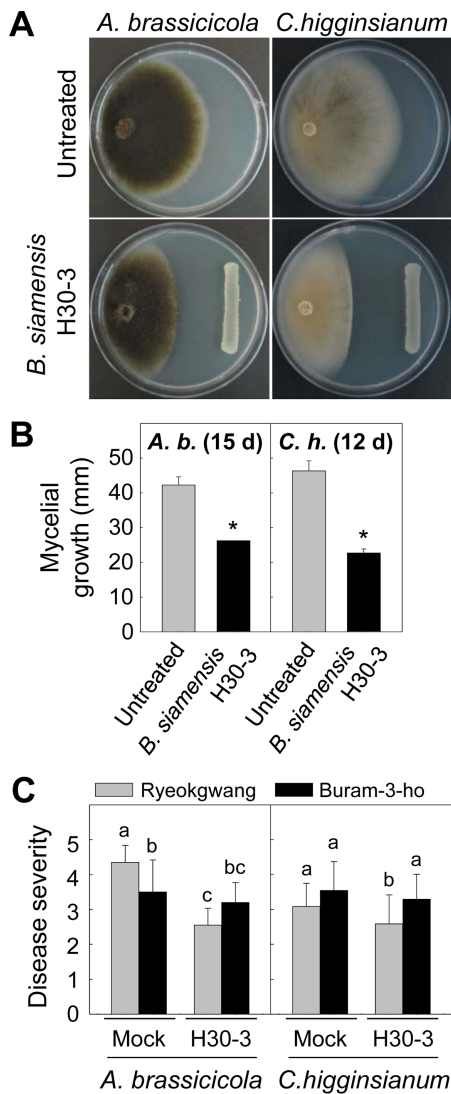 A
A. brassicicola C.higginsianum
Untreated
B. siamensis
H30-3
B
A. b. (15 d) C. h. (12 d)
Mycelial
growth (mm)
50
40
30
20
10
0
* *
Untreated
B. siamensis
H30-3
Untreated
B. siamensis
H30-3
C
Ryeokgwang Buram-3-ho
Disease severity
5
4
3
2
1
0
a b c bc a a b a
Mock H30-3 Mock H30-3
A. brassicicola C.higginsianum